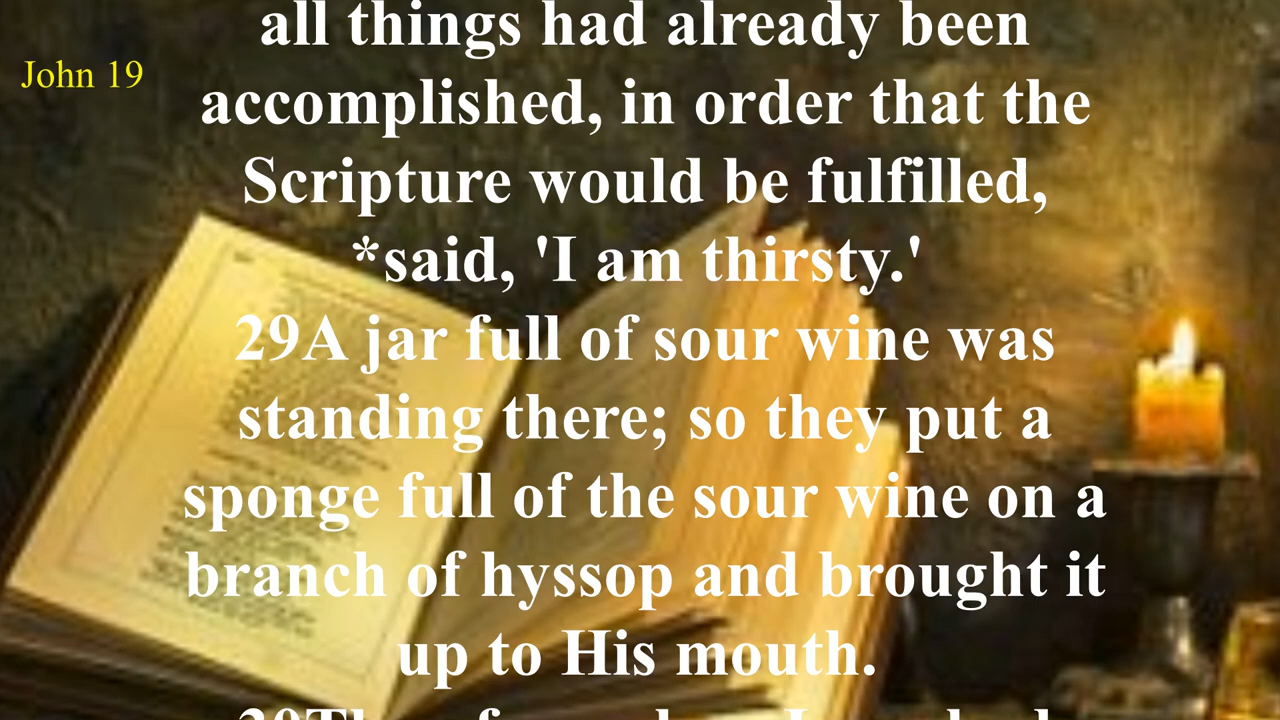 all things had already been
John 19
accomplished, in order that the
Scripture would be fulfilled,
*said, 'I am thirsty.'
29A jar full of sour wine was
standing there; so they put a
sponge full of the sour wine on a
branch of hyssop and brought it
up to His mouth.